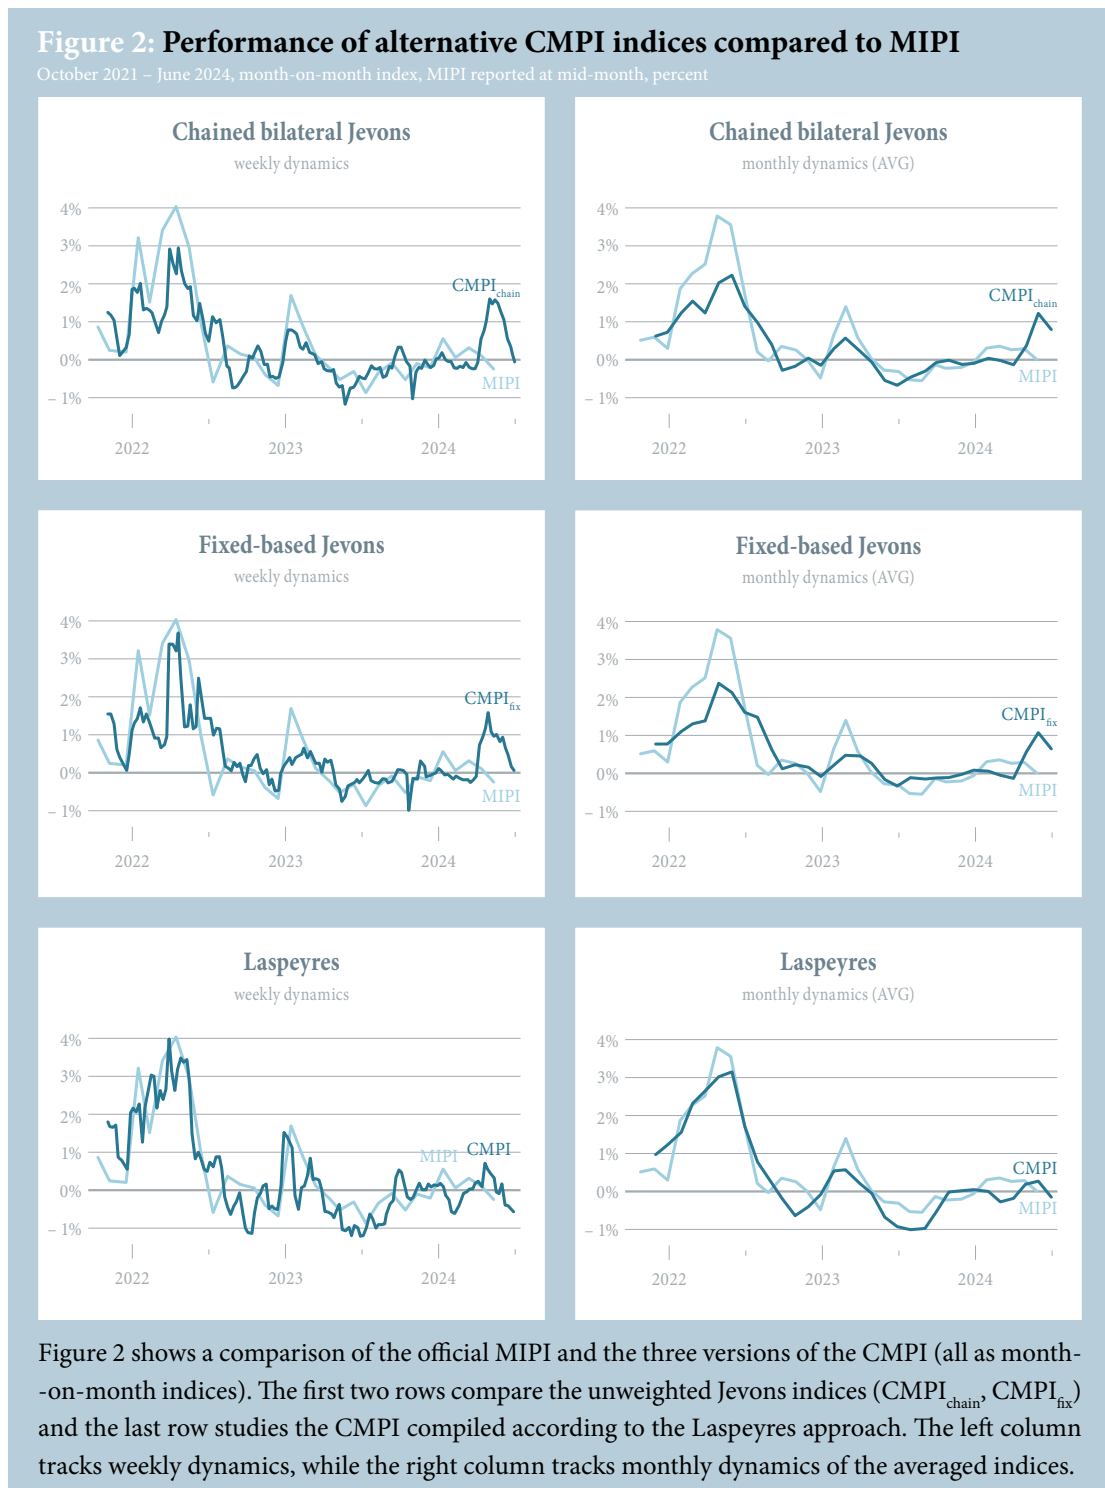 Figure 2: Performance of alternative CMPI indices compared to MIPI
October 2021 – June 2024, month-on-month index, MIPI reported at mid-month, percent
Chained bilateral Jevons
weekly dynamics
4%
3%
2%
1%
0%
– 1%
CMPIchain
MIPI
2022 2023 2024
Chained bilateral Jevons
monthly dynamics (AVG)
4%
3%
2%
1%
0%
– 1%
CMPIchain
MIPI
2022 2023 2024
Fixed-based Jevons
weekly dynamics
4%
3%
2%
1%
0%
– 1%
CMPIfix
MIPI
2022 2023 2024
Fixed-based Jevons
monthly dynamics (AVG)
4%
3%
2%
1%
0%
– 1%
CMPIfix
MIPI
2022 2023 2024
Laspeyres
weekly dynamics
4%
3%
2%
1%
0%
– 1%
MIPI CMPI
2022 2023 2024
Laspeyres
monthly dynamics (AVG)
4%
3%
2%
1%
0%
– 1%
CMPI
MIPI
2022 2023 2024
Figure 2 shows a comparison of the official MIPI and the three versions of the CMPI (all as month-
-on-month indices). The first two rows compare the unweighted Jevons indices (CMPIchain, CMPIfix)
and the last row studies the CMPI compiled according to the Laspeyres approach. The left column
tracks weekly dynamics, while the right column tracks monthly dynamics of the averaged indices.